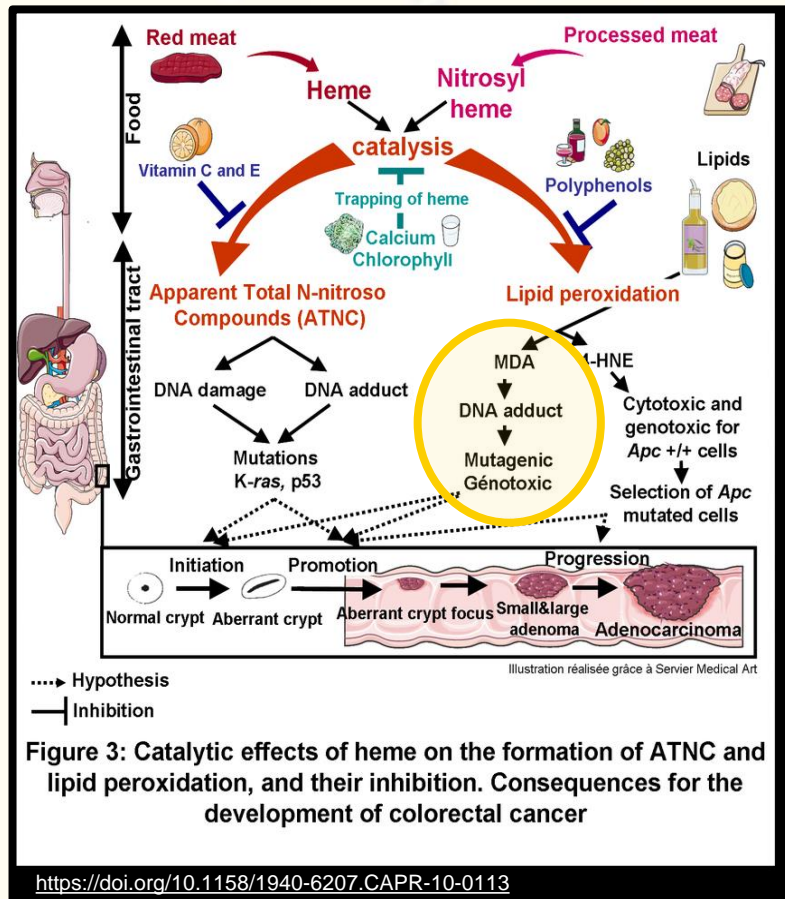 Red meat
Processed meat
Heme
Nitrosyl
heme
Food
catalysis
Vitamin C and E
Trapping of heme
Calcium
Chlorophyll
Polyphenols
Lipids
Gastrointestinal tract
Apparent Total N-nitroso
Compounds (ATNC)
Lipid peroxidation
DNA damage
DNA adduct
Mutations
K-ras, p53
MDA
DNA adduct
Mutagenic
Génotoxic
4-HNE
Cytotoxic and
genotoxic for
Apc +/+ cells
Selection of Apc
mutated cells
Initiation
Promotion
Progression
Normal crypt
Aberrant crypt
Aberrant crypt focus
Small&large
adenoma
Adenocarcinoma
Illustration réalisée grâce à Servier Medical Art
Hypothesis
Inhibition
Figure 3: Catalytic effects of heme on the formation of ATNC and
lipid peroxidation, and their inhibition. Consequences for the
development of colorectal cancer
https://doi.org/10.1158/1940-6207.CAPR-10-0113